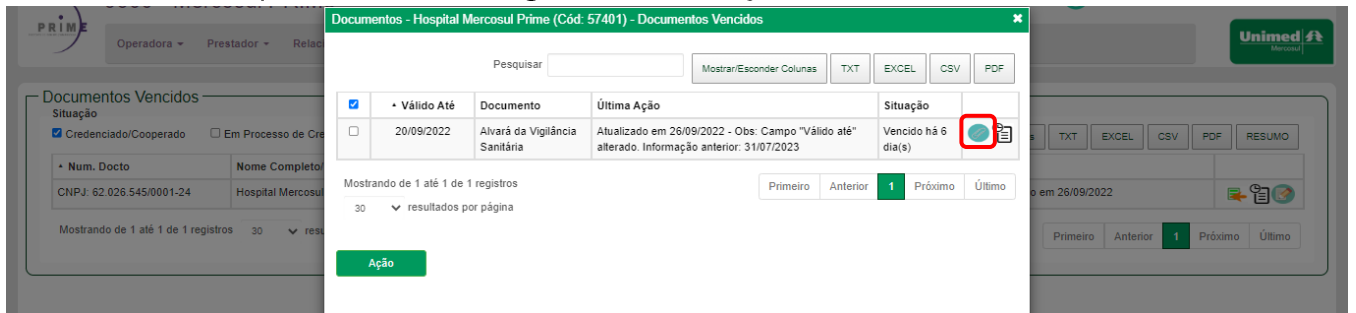 PRIME
Operadora Prestador Relaci
Unimed
Mercosul
Documentos - Hospital Mercosul Prime (Cód: 57401) - Documentos Vencidos
Pesquisar Mostrar/Esconder Colunas TXT EXCEL CSV PDF
Válido Até Documento Última Ação Situação
20/09/2022 Alvará da Vigilância Sanitária Atualizado em 26/09/2022 - Obs: Campo "Válido até" alterado. Informação anterior: 31/07/2023 Vencido há 6 dia(s)
Mostrando de 1 até 1 de 1 registros Primeiro Anterior 1 Próximo Último
30 resultados por página
Ação
Documentos Vencidos
Situação
Credenciado/Cooperado Em Processo de Cre
TXT EXCEL CSV PDF RESUMO
Num. Docto Nome Completo/
CNPJ: 62.026.545/0001-24 Hospital Mercosul o em 26/09/2022
Mostrando de 1 até 1 de 1 registros 30 resu Primeiro Anterior 1 Próximo Último